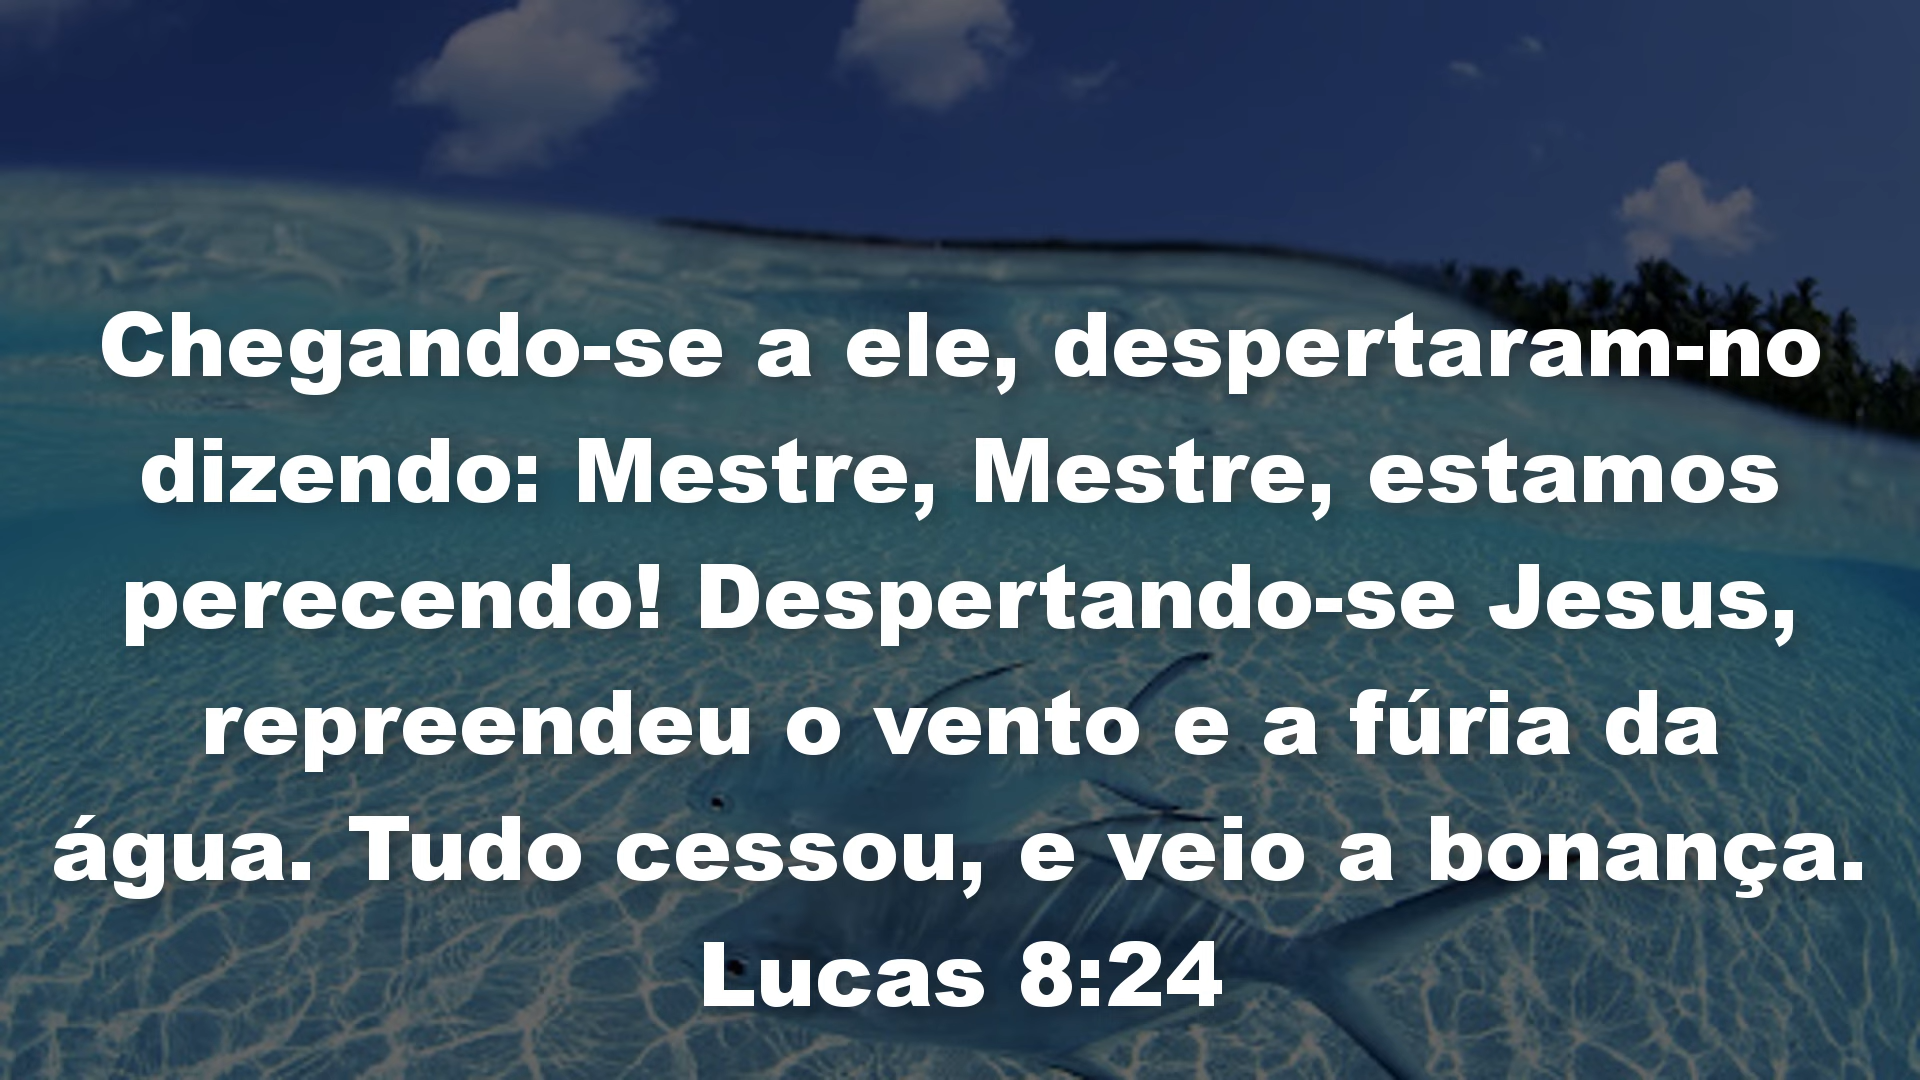 Chegando-se a ele, despertaram-no
dizendo: Mestre, Mestre, estamos
perecendo! Despertando-se Jesus,
repreendeu o vento e a fúria da
água. Tudo cessou, e veio a bonança.
Lucas 8:24